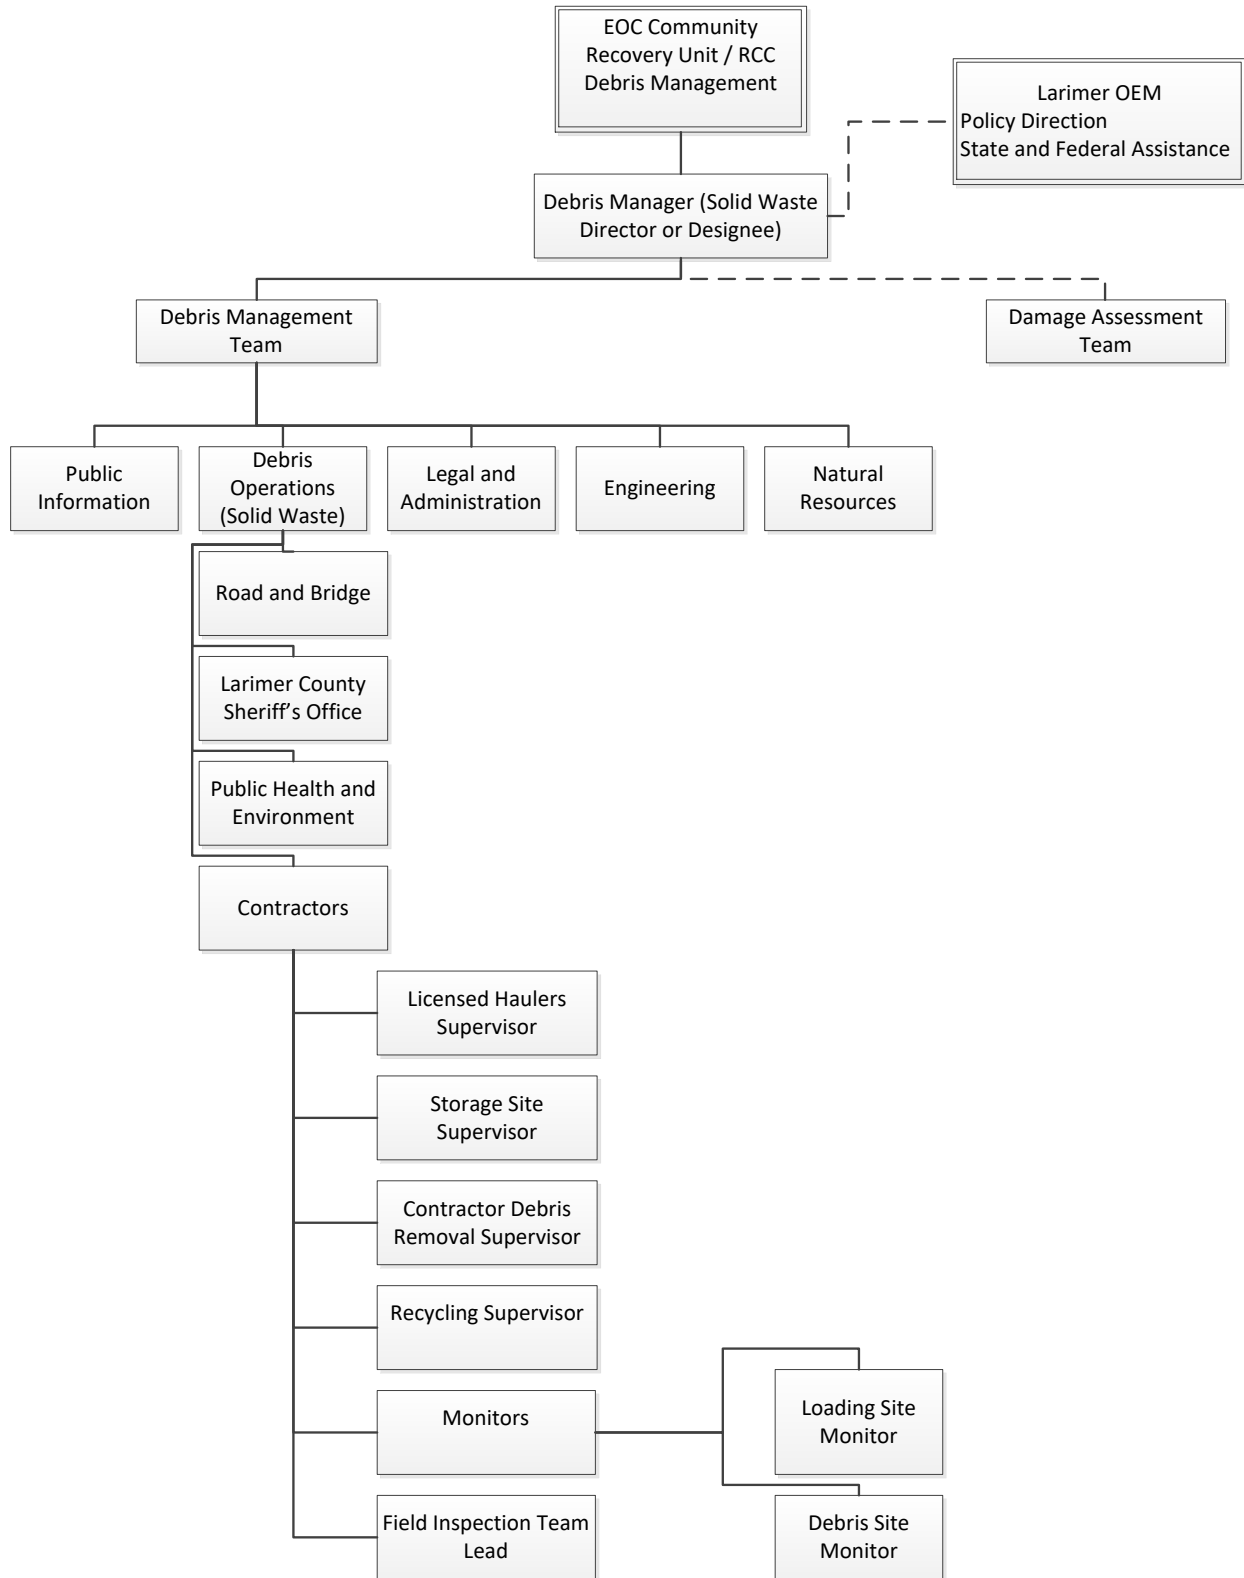 EOC Community
Recovery Unit / RCC
Debris Management
Larimer OEM
Policy Direction
State and Federal Assistance
Debris Manager (Solid Waste
Director or Designee)
Debris Management
Team
Damage Assessment
Team
Public
Information
Debris
Operations
(Solid Waste)
Legal and
Administration
Engineering
Natural
Resources
Road and Bridge
Larimer County
Sheriff’s Office
Public Health and
Environment
Contractors
Licensed Haulers
Supervisor
Storage Site
Supervisor
Contractor Debris
Removal Supervisor
Recycling Supervisor
Monitors
Loading Site
Monitor
Field Inspection Team
Lead
Debris Site
Monitor